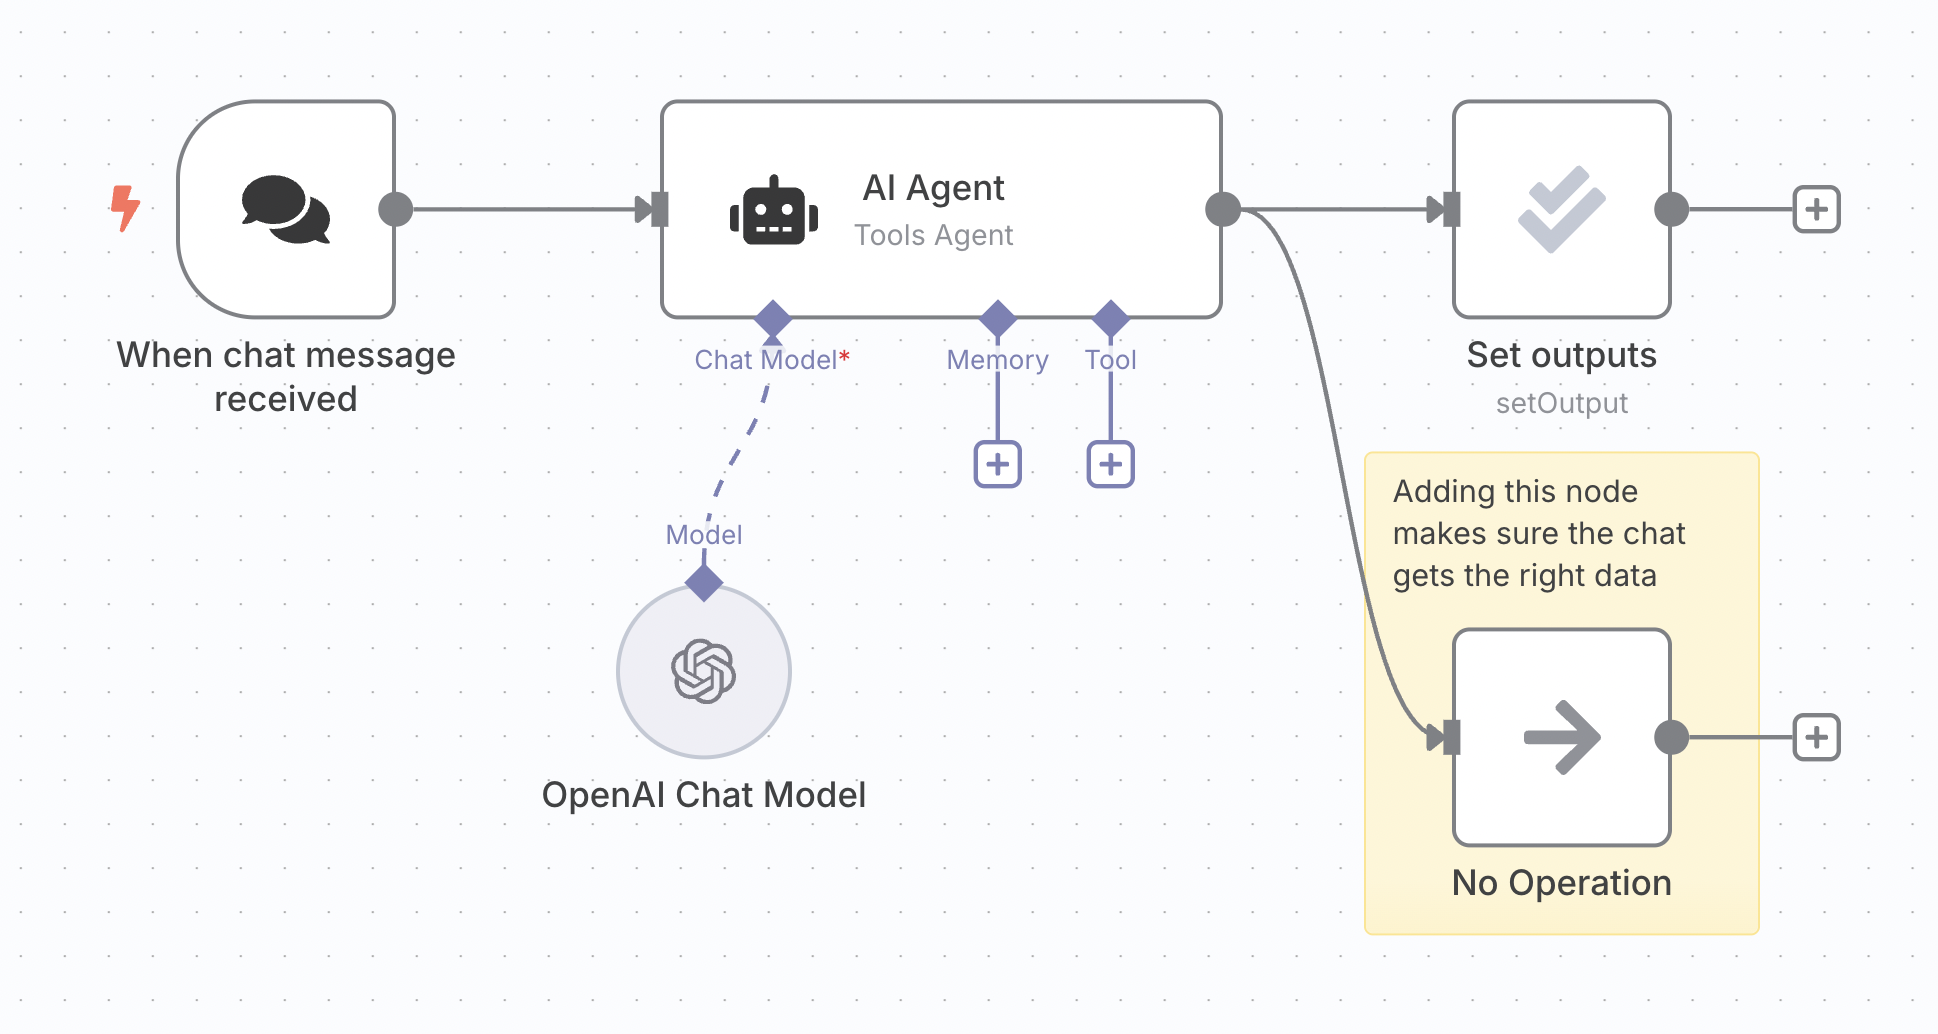 When chat message
received
AI Agent
Tools Agent
Chat Model*
Memory
Tool
Model
OpenAI Chat Model
Set outputs
setOutput
Adding this node
makes sure the chat
gets the right data
No Operation